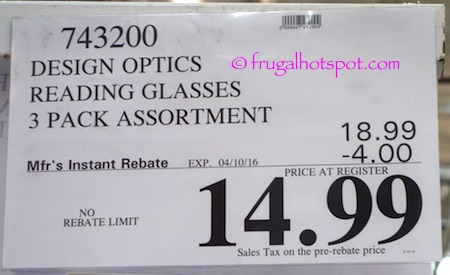 743200
© frugalhotspot.com
DESIGN OPTICS
READING GLASSES
3 PACK ASSORTMENT
18.99
Mfr's Instant Rebate EXP. 04/10/16 -4.00
PRICE AT REGISTER
NO
REBATE LIMIT
14.99
Sales Tax on the pre-rebate price